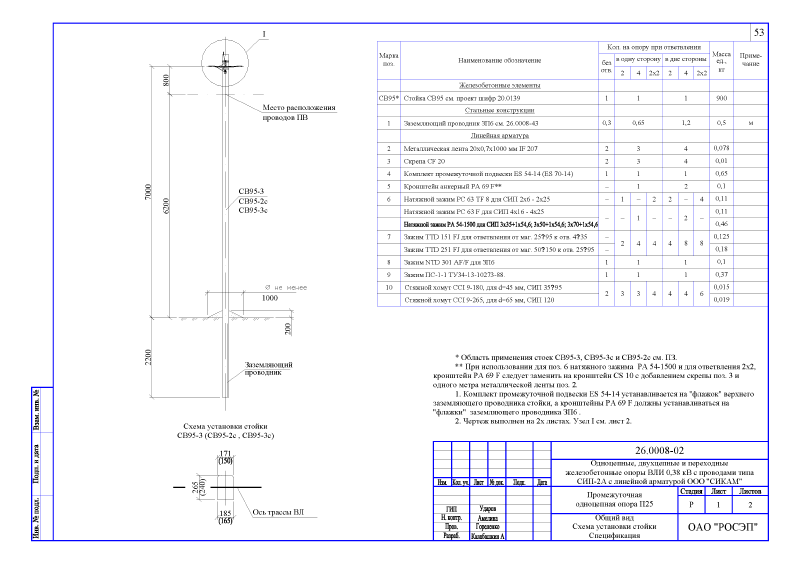 53
I
800
Место расположения
проводов ПВ
7000
6200
СВ95-3
СВ95-2с
СВ95-3с
Ø не менее
1000
200
2200
Заземляющий
проводник
Схема установки стойки
СВ95-3 (СВ95-2с , СВ95-3с)
171
(150)
265
(240)
185
(165)
Ось трассы ВЛ
Марка поз. Наименование обозначение Кол. на опору при ответвлении Масса ед., кг Приме-чание
без отв. в одну сторону в две стороны
2 4 2х2 2 4 2х2
Железобетонные элементы
СВ95* Стойка СВ95 см. проект шифр 20.0139 1 1 1 900
Стальные конструкции
1 Заземляющий проводник ЗП6 см. 26.0008-43 0,3 0,65 1,2 0,5 м
Линейная арматура
2 Металлическая лента 20х0,7х1000 мм IF 207 2 3 4 0,078
3 Скрепа CF 20 2 3 4 0,01
4 Комплект промежуточной подвески ES 54-14 (ES 70-14) 1 1 1 0,65
5 Кронштейн анкерный РА 69 F** – 1 2 0,1
6 Натяжной зажим РС 63 TF 8 для СИП 2х6 - 2х25 – 1 – 2 2 – 4 0,11
Натяжной зажим РС 63 F для СИП 4х16 - 4х25 – – 1 – – 2 – 0,11
Натяжной зажим РА 54-1500 для СИП 3х35+1х54,6; 3х50+1х54,6; 3х70+1х54,6 0,46
7 Зажим TTD 151 FJ для ответвления от маг. 25?95 к отв. 4?35 – 2 4 4 4 8 8 0,125
Зажим TTD 251 FJ для ответвления от маг. 50?150 к отв. 25?95 – 0,18
8 Зажим NTD 301 AF/F для ЗП6 1 1 1 0,1
9 Зажим ПС-1-1 ТУ34-13-10273-88. 1 1 1 0,37
10 Стяжной хомут CCI 9-180, для d=45 мм, СИП 35?95 2 3 3 4 4 4 6 0,015
Стяжной хомут CCI 9-265, для d=65 мм, СИП 120 0,019
* Область применения стоек СВ95-3, СВ95-3с и СВ95-2с см. ПЗ.
** При использовании для поз. 6 натяжного зажима РА 54-1500 и для ответвления 2х2,
кронштейн РА 69 F следует заменить на кронштейн CS 10 с добавлением скрепы поз. 3 и
одного метра металлической ленты поз. 2.
1. Комплект промежуточной подвески ES 54-14 устанавливается на "флажок" верхнего
заземляющего проводника стойки, а кронштейны РА 69 F должны устанавливаться на
"флажки" заземляющего проводника ЗП6 .
2. Чертеж выполнен на 2х листах. Узел I см. лист 2.
Взам. инв. №
Подп. и дата
Инв. № подл.
26.0008-02
Одноцепные, двухцепные и переходные
железобетонные опоры ВЛИ 0,38 кВ с проводами типа
СИП-2А с линейной арматурой ООО "СИКАМ"
Изм. Кол. уч. Лист № док. Подп. Дата
Промежуточная
одноцепная опора П25
Стадия Лист Листов
Р 1 2
ГИП Ударов
Н. контр. Амелина
Пров. Гореленко
Разраб. Калабашкин А
Общий вид
Схема установки стойки
Спецификация
ОАО "РОСЭП"